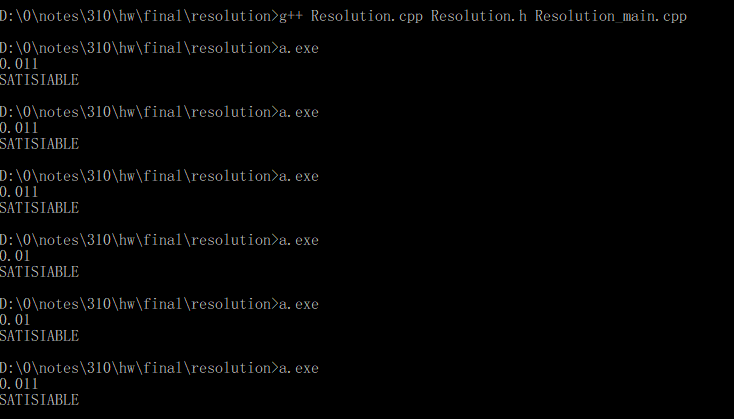 D:\0\notes\310\hw\final\resolution>g++ Resolution.cpp Resolution.h Resolution_main.cpp
D:\0\notes\310\hw\final\resolution>a.exe
0.011
SATISIABLE
D:\0\notes\310\hw\final\resolution>a.exe
0.011
SATISIABLE
D:\0\notes\310\hw\final\resolution>a.exe
0.011
SATISIABLE
D:\0\notes\310\hw\final\resolution>a.exe
0.01
SATISIABLE
D:\0\notes\310\hw\final\resolution>a.exe
0.01
SATISIABLE
D:\0\notes\310\hw\final\resolution>a.exe
0.011
SATISIABLE